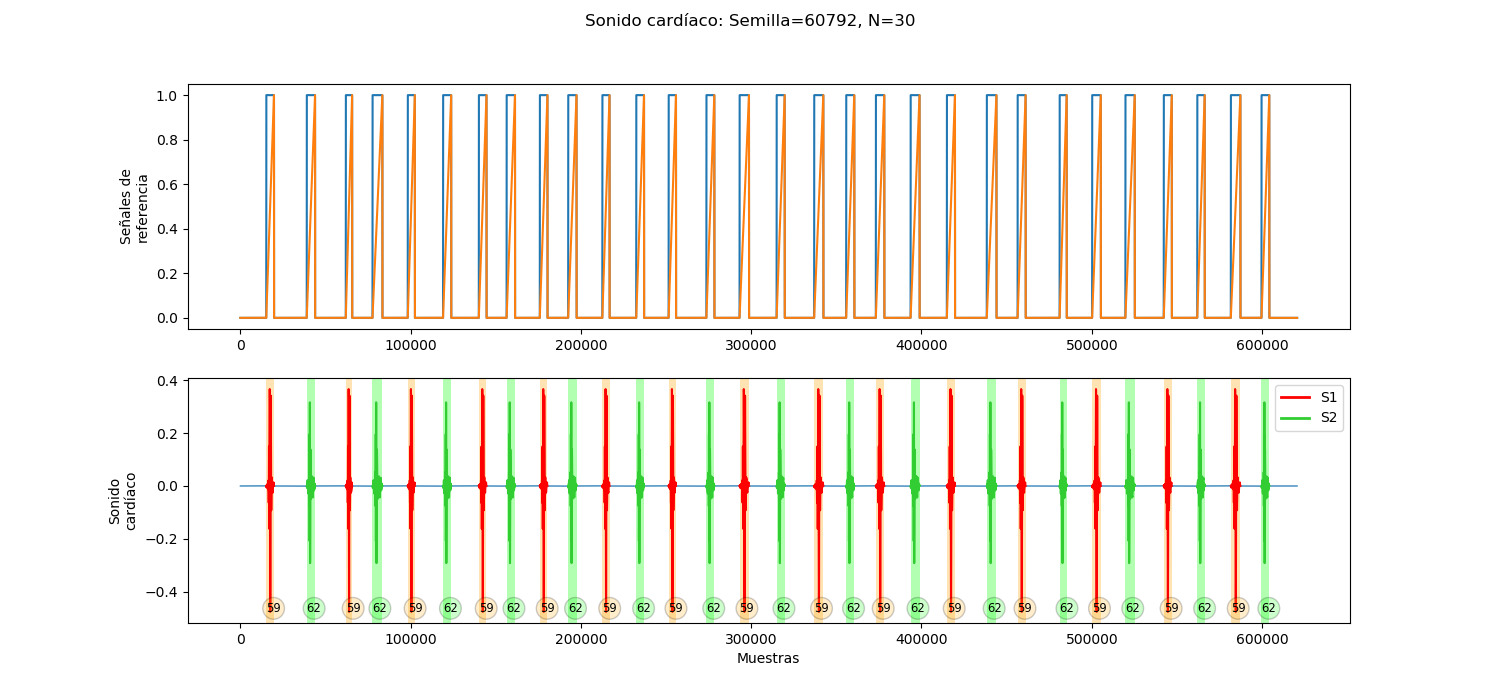 Sonido cardíaco: Semilla=60792, N=30
Señales de
referencia
1.0
0.8
0.6
0.4
0.2
0.0
0 100000 200000 300000 400000 500000 600000
Sonido
cardíaco
0.4
0.2
0.0
−0.2
−0.4
S1
S2
59 62 59 62 59 62 59 62 59 62 59 62 59 62 59 62 59 62 59 62 59 62 59 62 59 62 59 62 59 62
0 100000 200000 300000 400000 500000 600000
Muestras